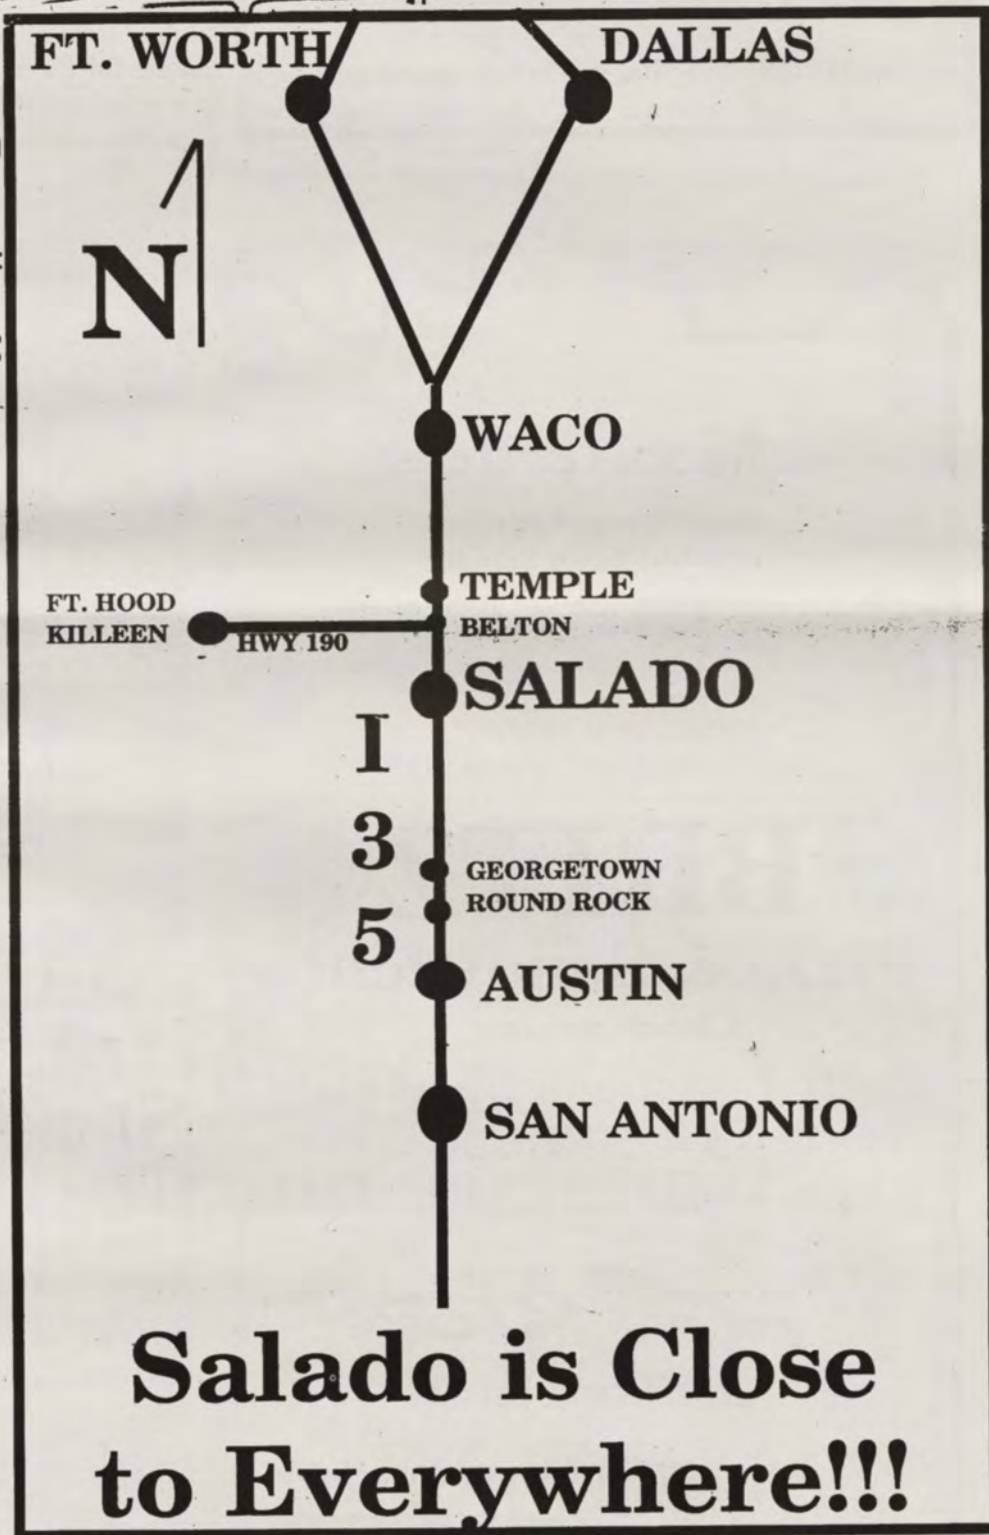 FT. WORTH
DALLAS
N
WACO
TEMPLE
FT. HOOD
KILLEEN
HWY 190
BELTON
SALADO
I
3
5
GEORGETOWN
ROUND ROCK
AUSTIN
SAN ANTONIO
Salado is Close
to Everywhere!!!